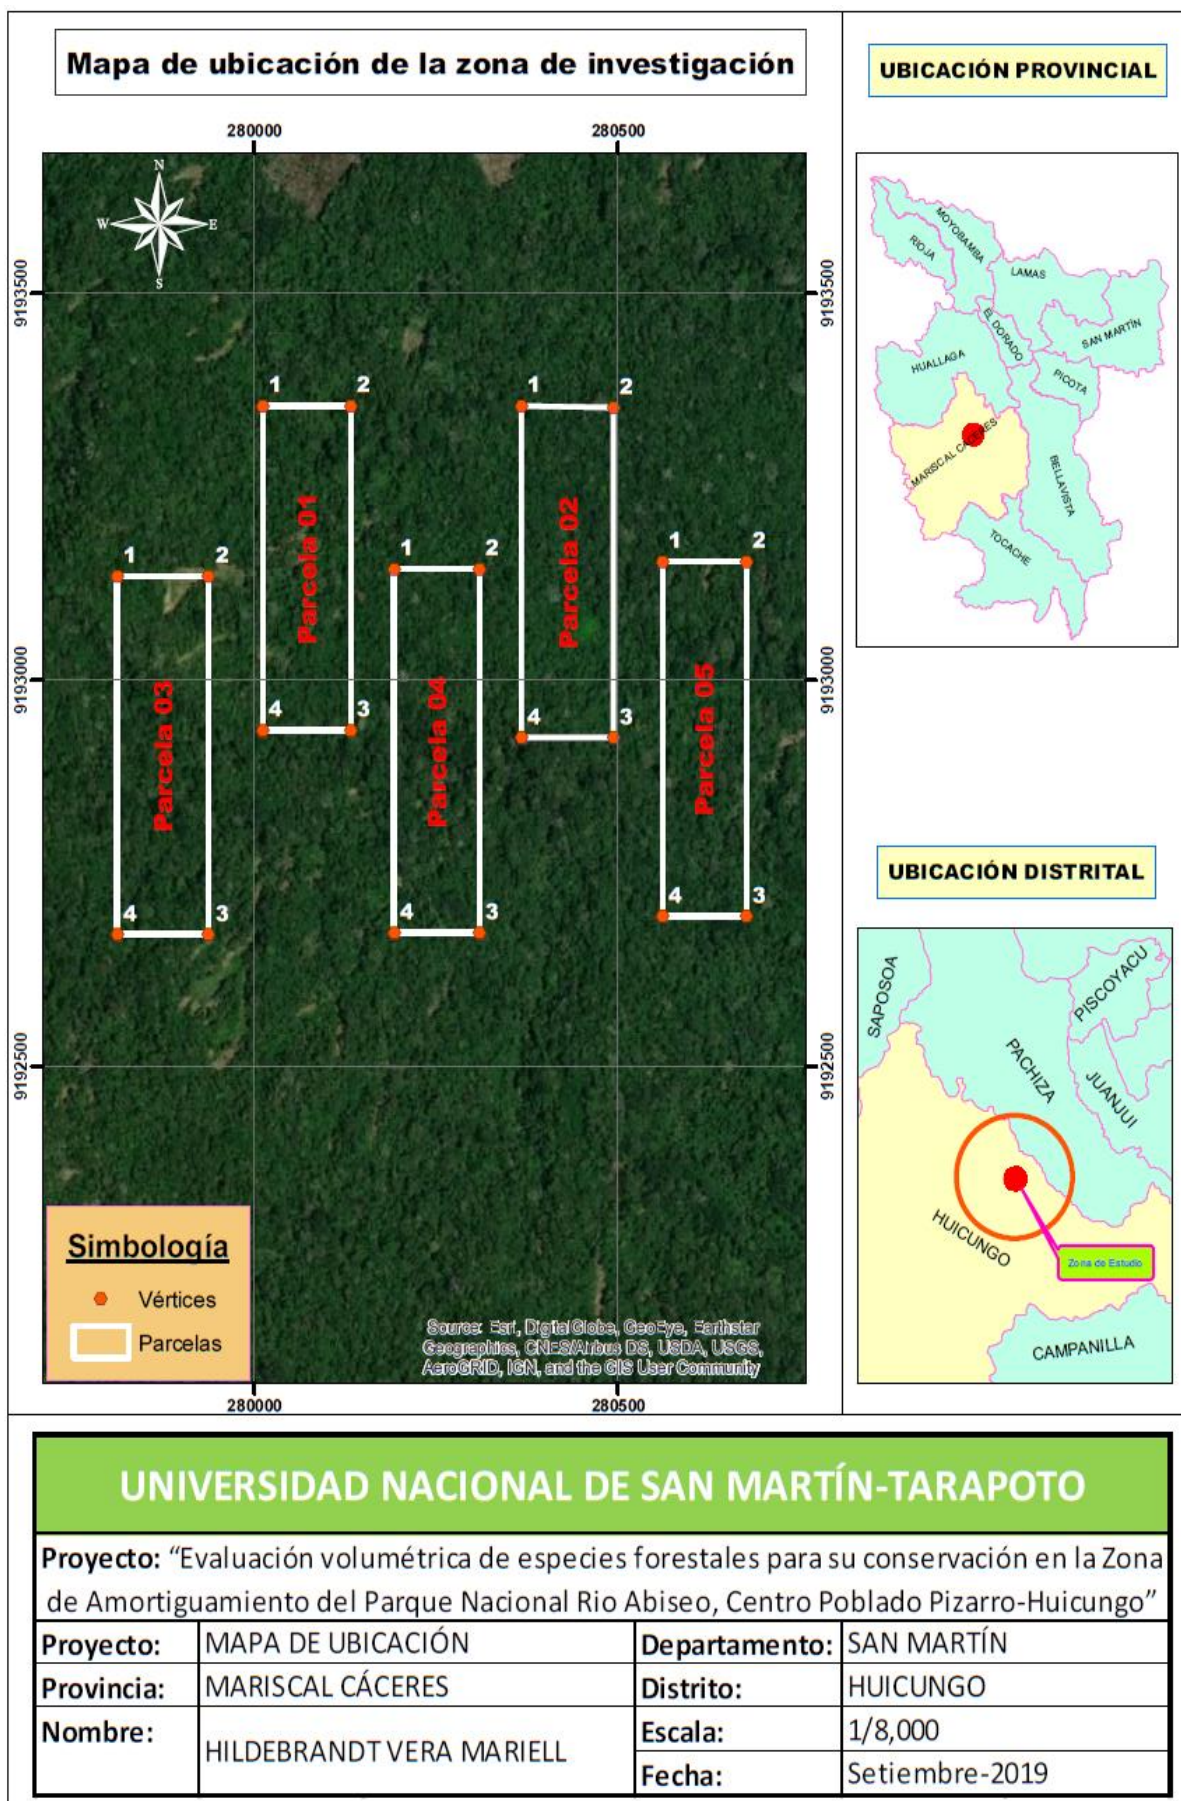 Mapa de ubicación de la zona de investigación
280000
280500
N
W
E
S
9193500
9193500
1
2
1
2
Parcela 01
Parcela 02
1
2
1
2
1
2
9193000
9193000
Parcela 03
Parcela 04
Parcela 05
4
3
4
3
4
3
4
3
4
3
9192500
9192500
Simbología
Vértices
Parcelas
Source: Esri, DigitalGlobe, GeoEye, Earthstar
Geographics, CNES/Airbus DS, USDA, USGS,
AeroGRID, IGN, and the GIS User Community
280000
280500
UBICACIÓN PROVINCIAL
MOYOBAMBA
RIOJA
LAMAS
EL DORADO
SAN MARTÍN
HUALLAGA
PICOTA
MARISCAL CÁCERES
BELLAVISTA
TOCACHE
UBICACIÓN DISTRITAL
SAPOSOA
PISCOYACU
PACHIZA
JUANJUI
HUICUNGO
Zona de Estudio
CAMPANILLA
UNIVERSIDAD NACIONAL DE SAN MARTÍN-TARAPOTO
Proyecto: “Evaluación volumétrica de especies forestales para su conservación en la Zona
de Amortiguamiento del Parque Nacional Rio Abiseo, Centro Poblado Pizarro-Huicungo”
Proyecto: MAPA DE UBICACIÓN Departamento: SAN MARTÍN
Provincia: MARISCAL CÁCERES Distrito: HUICUNGO
Nombre: HILDEBRANDT VERA MARIELL Escala: 1/8,000
Fecha: Setiembre-2019